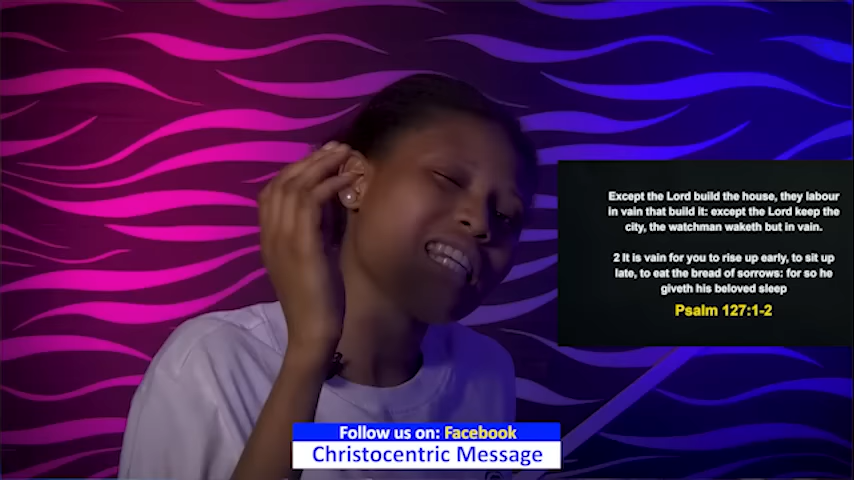 Except the Lord build the house, they labour
in vain that build it: except the Lord keep the
city, the watchman waketh but in vain.
2 It is vain for you to rise up early, to sit up
late, to eat the bread of sorrows: for so he
giveth his beloved sleep
Psalm 127:1-2
Follow us on: Facebook
Christocentric Message